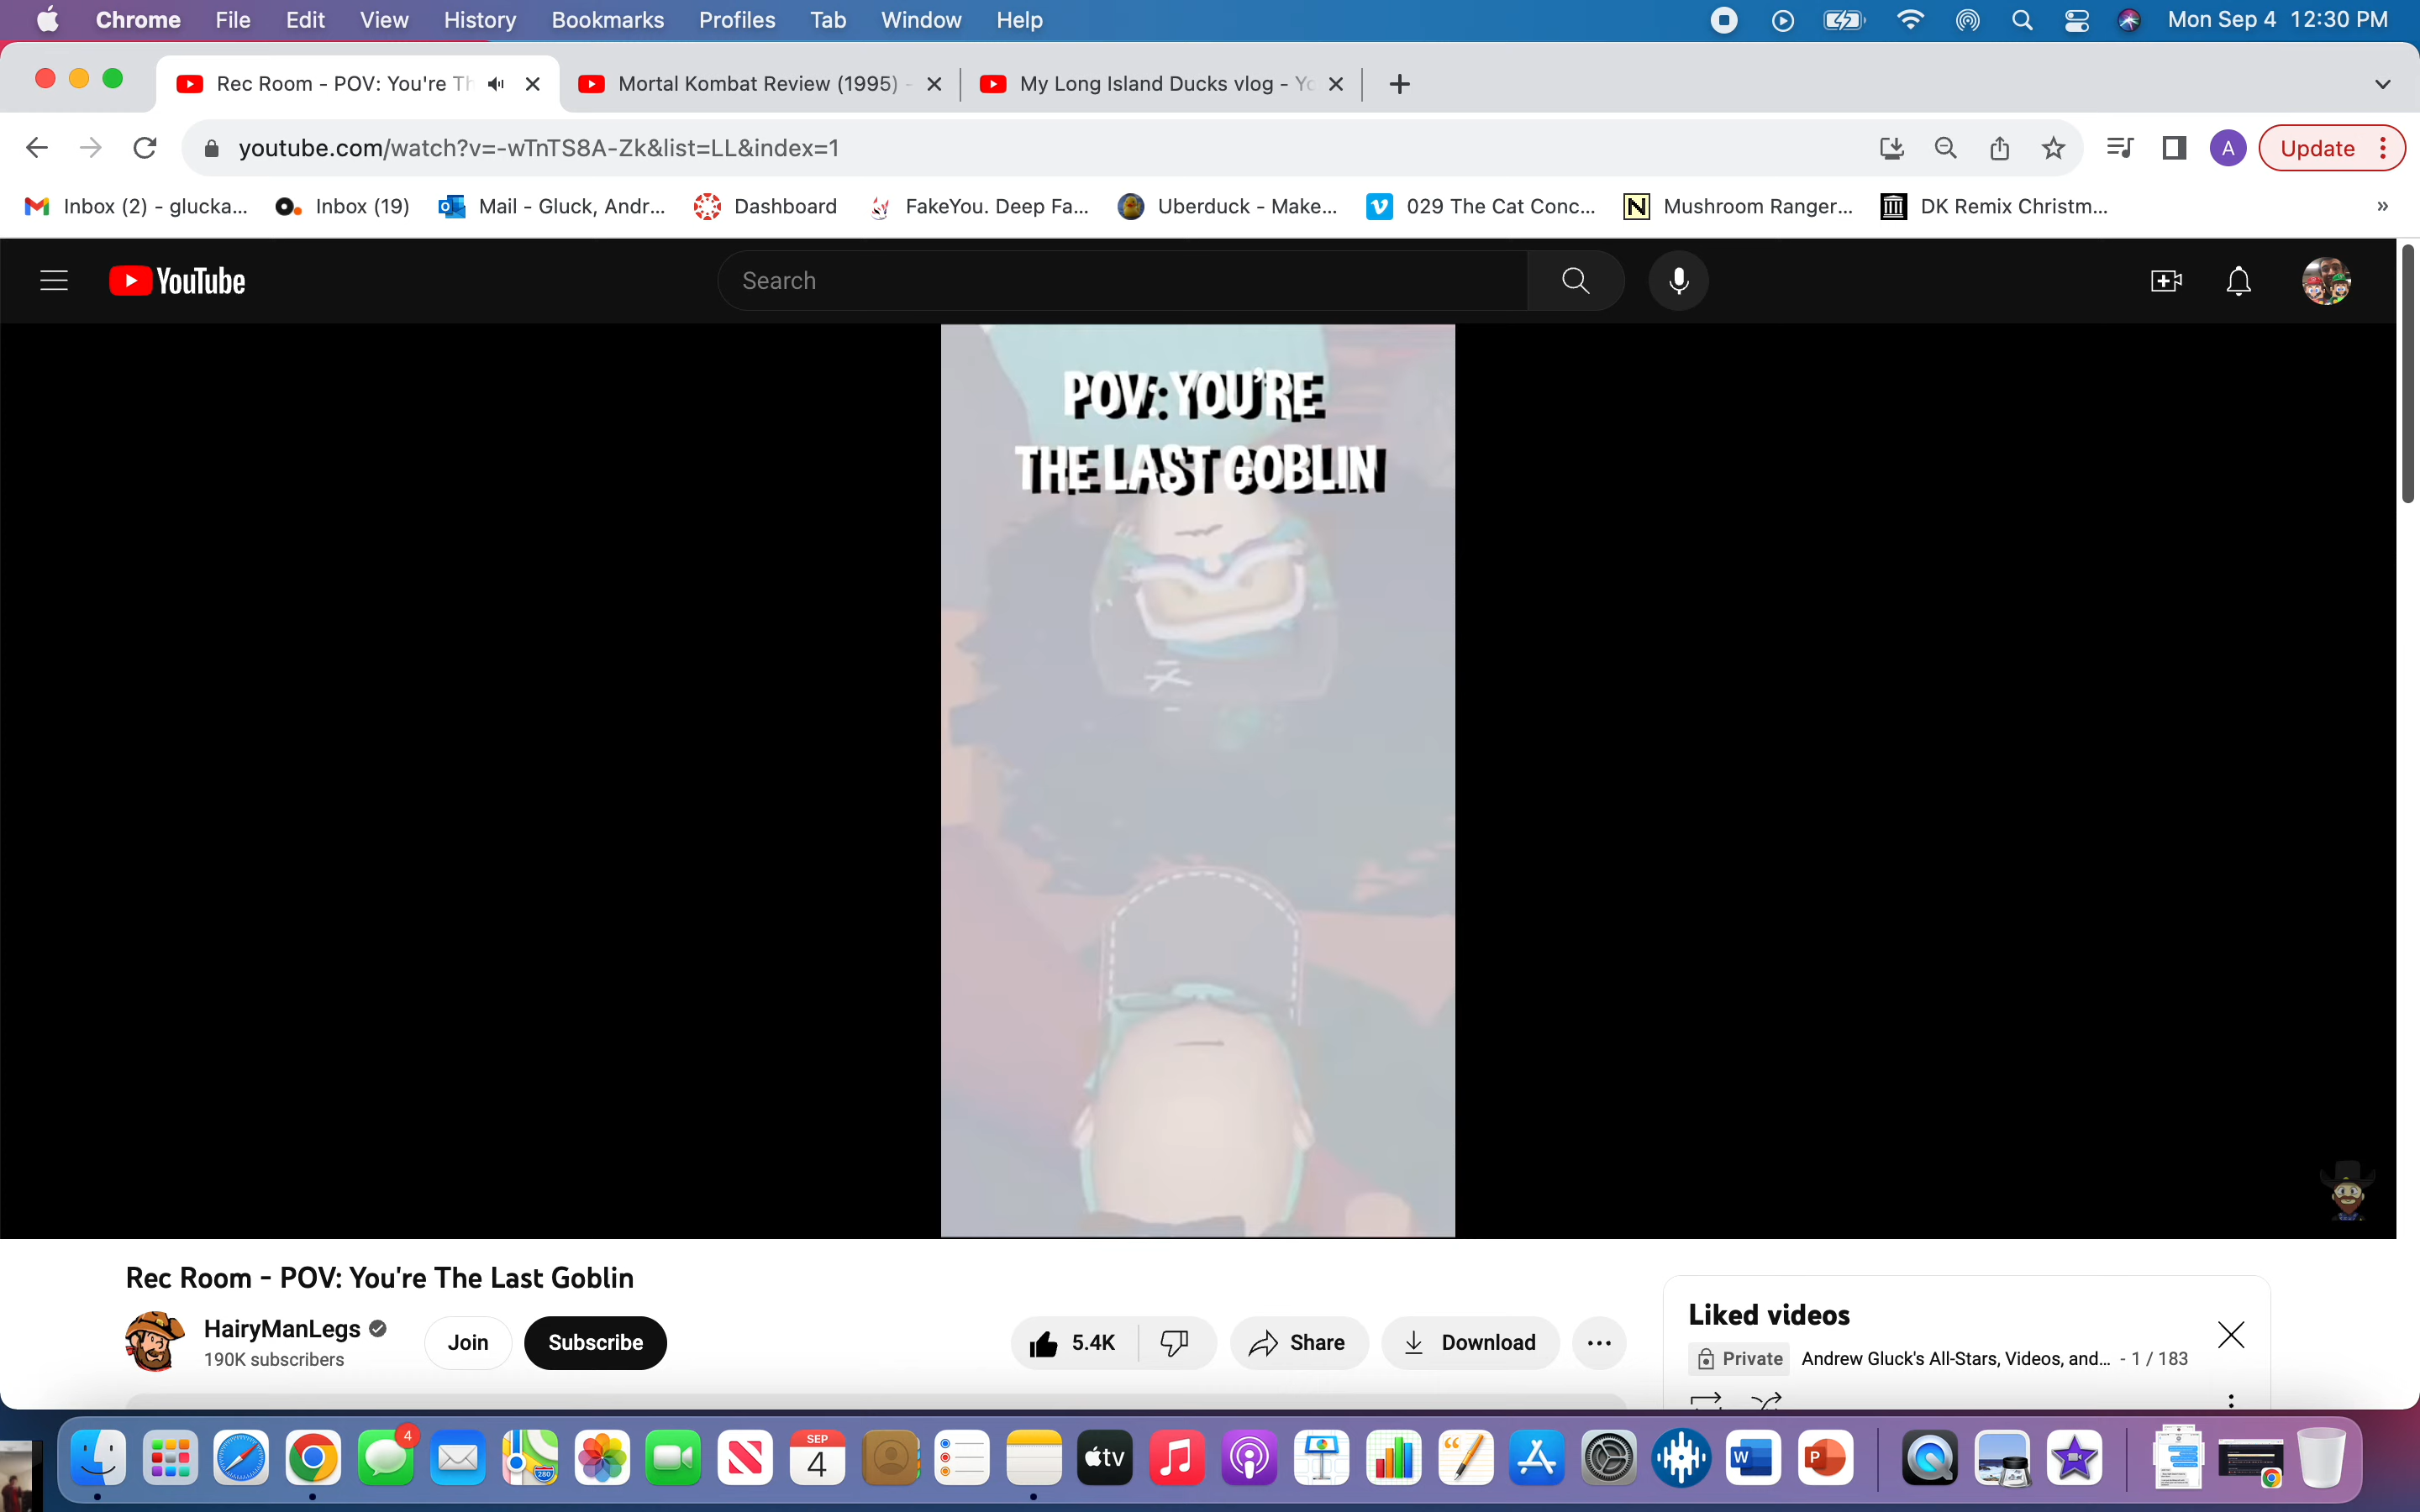 Chrome File Edit View History Bookmarks Profiles Tab Window Help Mon Sep 4 12:30 PM
Rec Room - POV: You're Th Mortal Kombat Review (1995) - My Long Island Ducks vlog - Yo
youtube.com/watch?v=-wTnTS8A-Zk&list=LL&index=1 A Update
Inbox (2) - glucka... Inbox (19) Mail - Gluck, Andr... Dashboard FakeYou. Deep Fa... Uberduck - Make... 029 The Cat Conc... Mushroom Ranger... DK Remix Christm... »
YouTube Search
POV: YOU'RE
THE LAST GOBLIN
Rec Room - POV: You're The Last Goblin
HairyManLegs
190K subscribers
Join Subscribe 5.4K Share Download
Liked videos
Private Andrew Gluck's All-Stars, Videos, and... - 1 / 183
4
280
SEP
4
tv
W
P